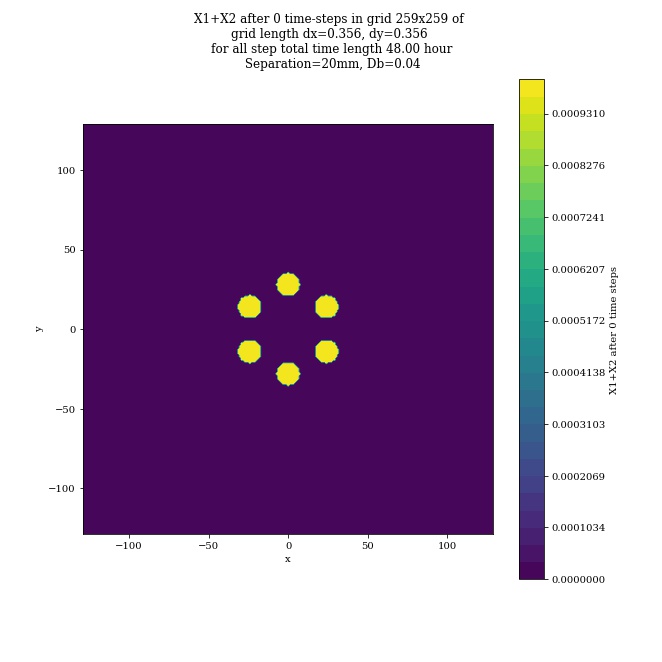 X1+X2 after 0 time-steps in grid 259x259 of
grid length dx=0.356, dy=0.356
for all step total time length 48.00 hour
Separation=20mm, Db=0.04
100
50
0
−50
−100
y
−100
−50
0
50
100
x
0.0009310
0.0008276
0.0007241
0.0006207
0.0005172
0.0004138
0.0003103
0.0002069
0.0001034
0.0000000
X1+X2 after 0 time steps